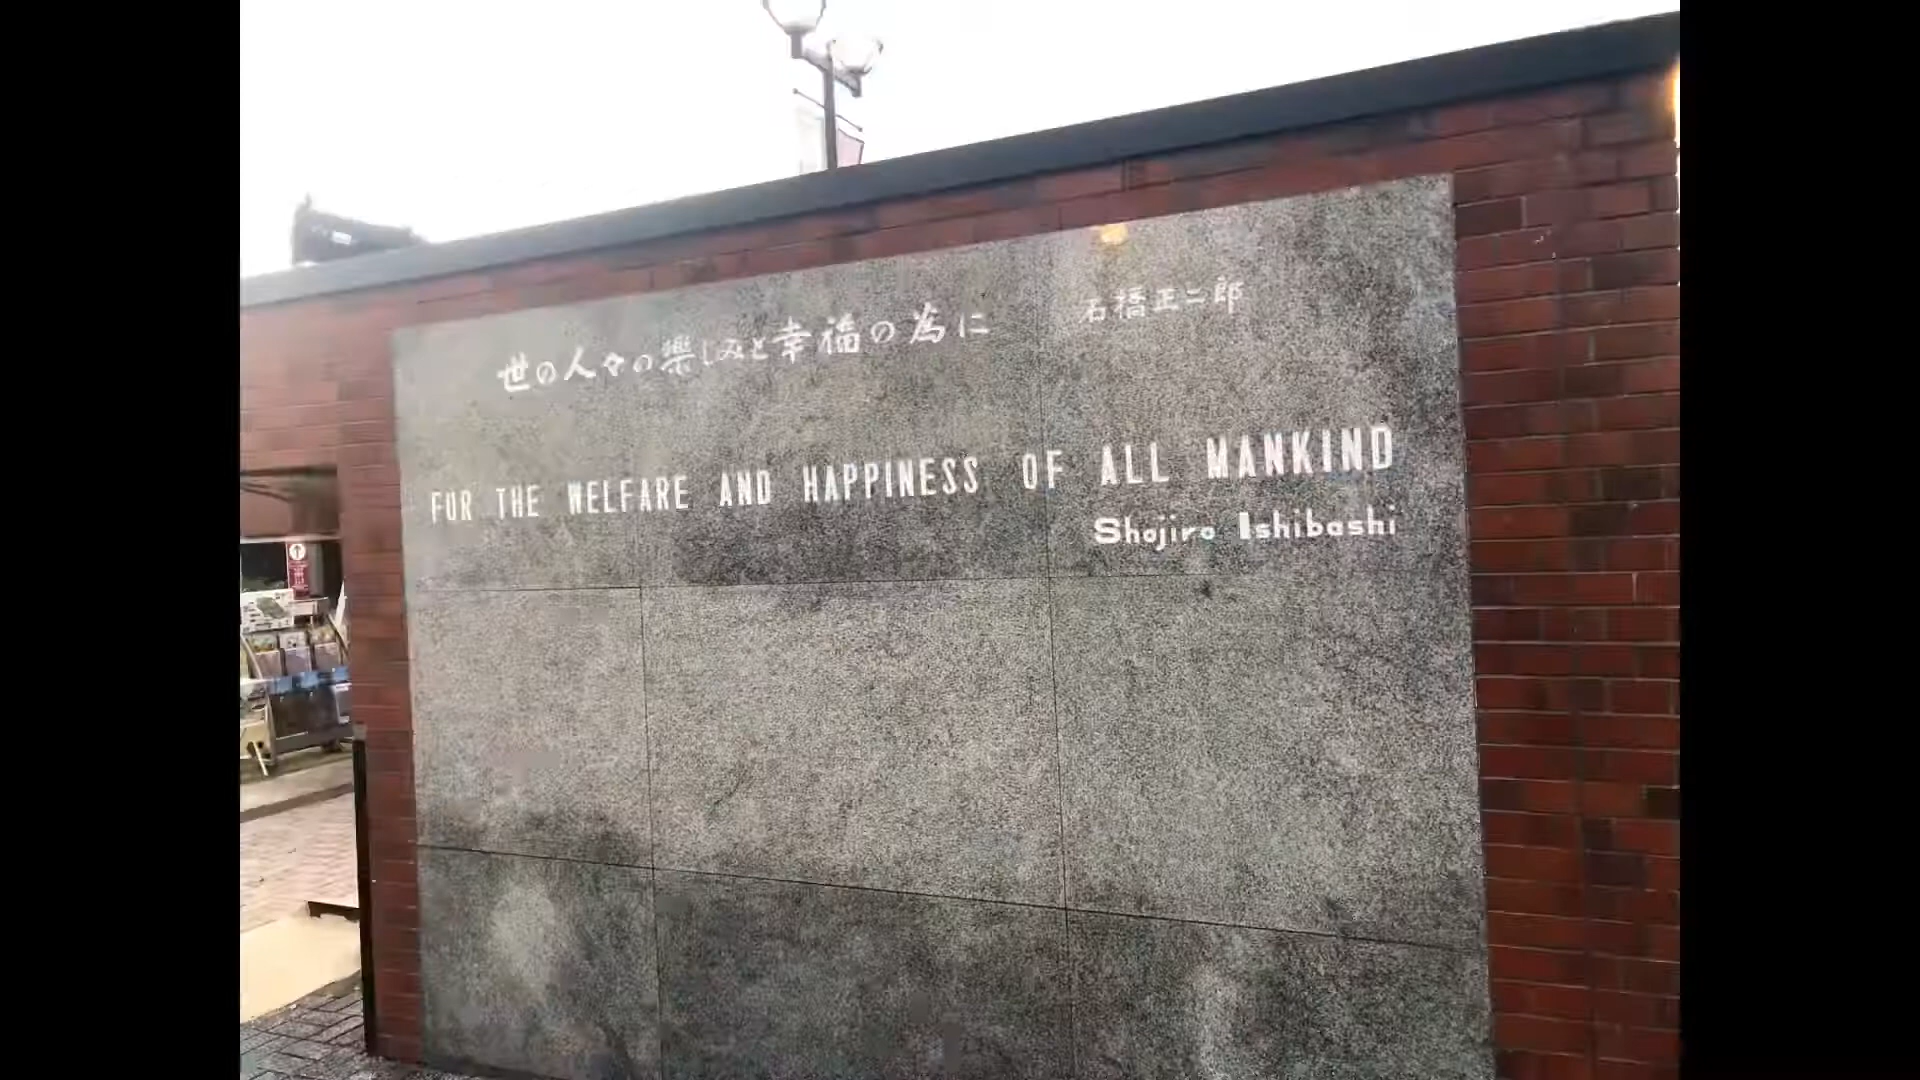 世の人々の楽しみと幸福の為に 石橋正二郎
FOR THE WELFARE AND HAPPINESS OF ALL MANKIND
Shojiro Ishibashi